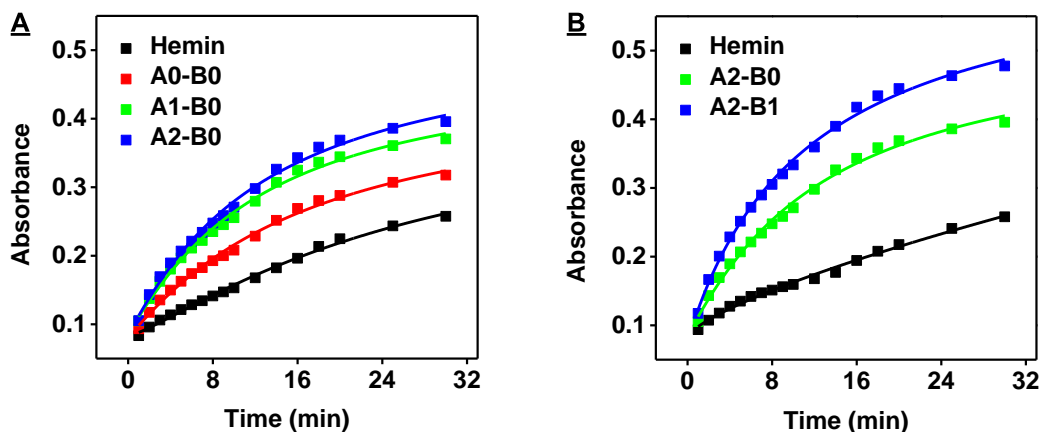 A
Absorbance
0.5
0.4
0.3
0.2
0.1
Hemin
A0-B0
A1-B0
A2-B0
0 8 16 24 32
Time (min)
B
Absorbance
0.5
0.4
0.3
0.2
0.1
Hemin
A2-B0
A2-B1
0 8 16 24 32
Time (min)